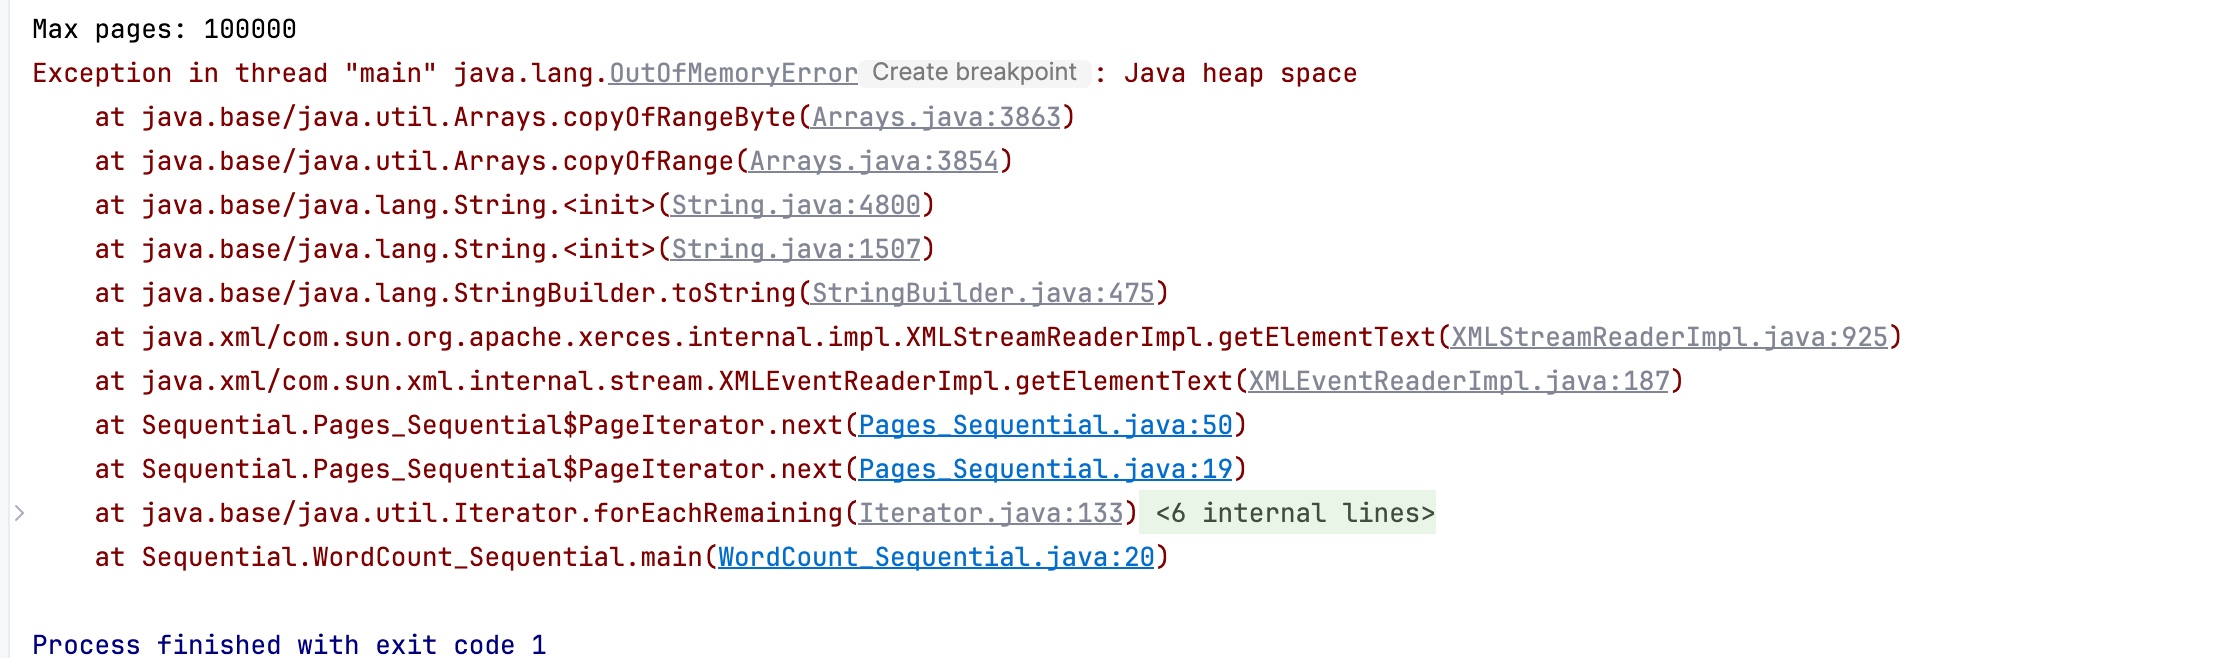 Max pages: 100000
Exception in thread "main" java.lang.OutOfMemoryError Create breakpoint : Java heap space
at java.base/java.util.Arrays.copyOfRangeByte(Arrays.java:3863)
at java.base/java.util.Arrays.copyOfRange(Arrays.java:3854)
at java.base/java.lang.String.<init>(String.java:4800)
at java.base/java.lang.String.<init>(String.java:1507)
at java.base/java.lang.StringBuilder.toString(StringBuilder.java:475)
at java.xml/com.sun.org.apache.xerces.internal.impl.XMLStreamReaderImpl.getElementText(XMLStreamReaderImpl.java:925)
at java.xml/com.sun.xml.internal.stream.XMLEventReaderImpl.getElementText(XMLEventReaderImpl.java:187)
at Sequential.Pages_Sequential$PageIterator.next(Pages_Sequential.java:50)
at Sequential.Pages_Sequential$PageIterator.next(Pages_Sequential.java:19)
at java.base/java.util.Iterator.forEachRemaining(Iterator.java:133) <6 internal lines>
at Sequential.WordCount_Sequential.main(WordCount_Sequential.java:20)
Process finished with exit code 1